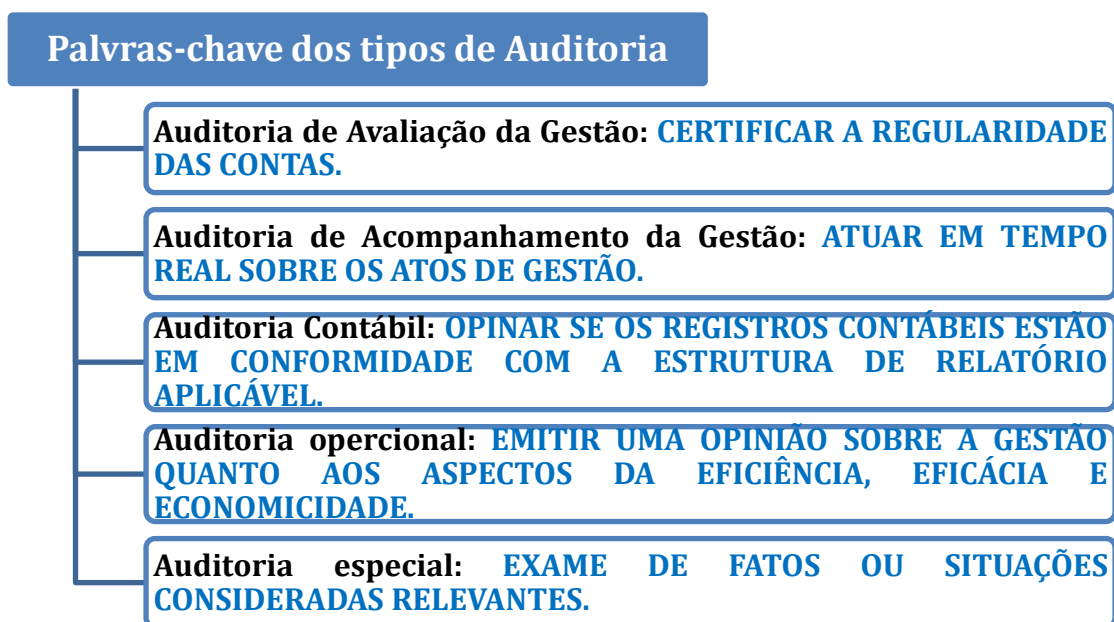 Palvras-chave dos tipos de Auditoria
Auditoria de Avaliação da Gestão: CERTIFICAR A REGULARIDADE
DAS CONTAS.
Auditoria de Acompanhamento da Gestão: ATUAR EM TEMPO
REAL SOBRE OS ATOS DE GESTÃO.
Auditoria Contábil: OPINAR SE OS REGISTROS CONTÁBEIS ESTÃO
EM CONFORMIDADE COM A ESTRUTURA DE RELATÓRIO
APLICÁVEL.
Auditoria opercional: EMITIR UMA OPINIÃO SOBRE A GESTÃO
QUANTO AOS ASPECTOS DA EFICIÊNCIA, EFICÁCIA E
ECONOMICIDADE.
Auditoria especial: EXAME DE FATOS OU SITUAÇÕES
CONSIDERADAS RELEVANTES.